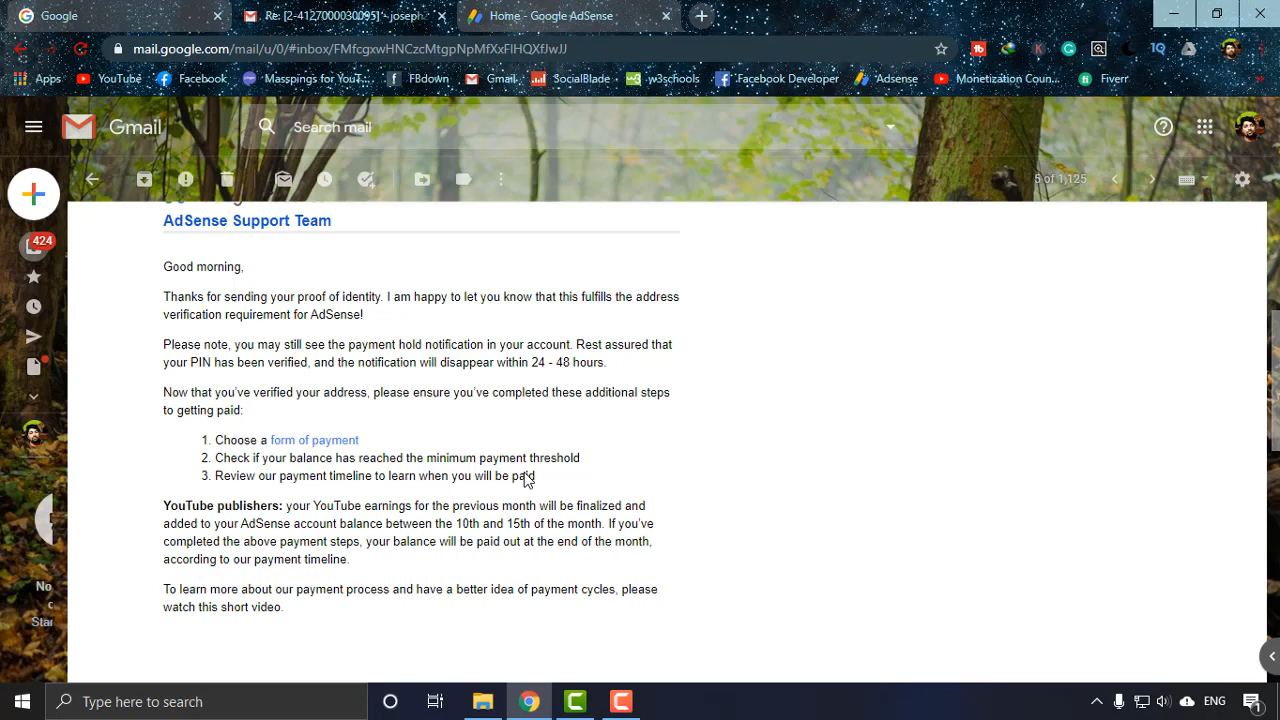 Google
Re: [2-4127000030095] - joseph.
Home - Google AdSense
mail.google.com/mail/u/0/#inbox/FMfcgxwHNCzcMtgpNpMfXxFlHQXfJwJJ
Apps
YouTube
Facebook
Masspings for YouT...
FBdown
Gmail
SocialBlade
w3schools
Facebook Developer
Adsense
Monetization Coun...
Fiverr
Gmail
Search mail
5 of 1,125
424
AdSense Support Team
Good morning,
Thanks for sending your proof of identity. I am happy to let you know that this fulfills the address
verification requirement for AdSense!
Please note, you may still see the payment hold notification in your account. Rest assured that
your PIN has been verified, and the notification will disappear within 24 - 48 hours.
Now that you've verified your address, please ensure you've completed these additional steps
to getting paid:
1. Choose a form of payment
2. Check if your balance has reached the minimum payment threshold
3. Review our payment timeline to learn when you will be paid
YouTube publishers: your YouTube earnings for the previous month will be finalized and
added to your AdSense account balance between the 10th and 15th of the month. If you've
completed the above payment steps, your balance will be paid out at the end of the month,
according to our payment timeline.
To learn more about our payment process and have a better idea of payment cycles, please
watch this short video.
No
Star
Type here to search
ENG
1